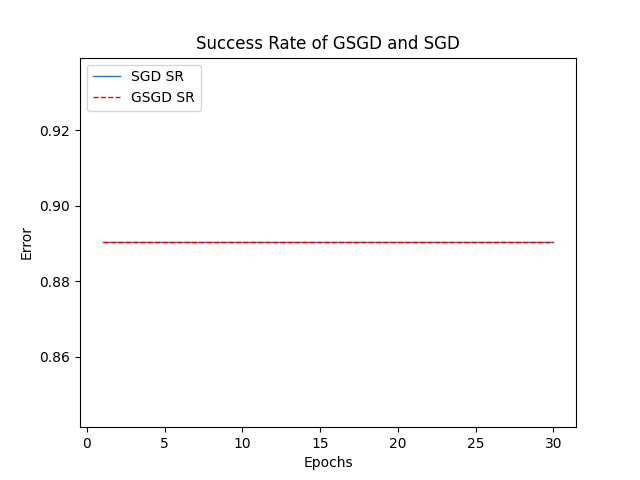 Success Rate of GSGD and SGD
SGD SR
GSGD SR
0.92
0.90
0.88
0.86
Error
0 5 10 15 20 25 30
Epochs